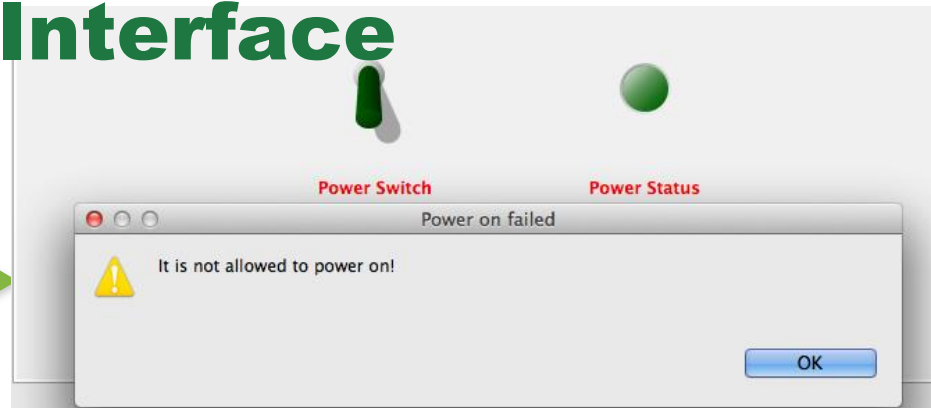 Interface
Power Switch
Power Status
Power on failed
It is not allowed to power on!
OK